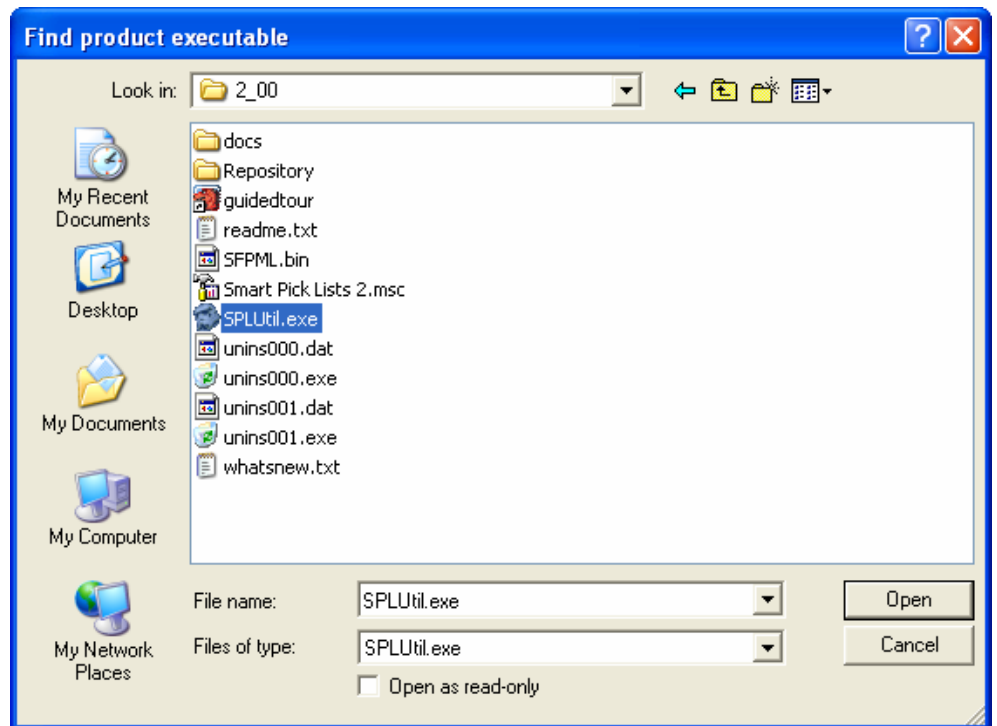 Find product executable
Look in: 2_00
My Recent
Documents
Desktop
My Documents
My Computer
My Network
Places
docs
Repository
guidedtour
readme.txt
SFPML.bin
Smart Pick Lists 2.msc
SPLUtil.exe
unins000.dat
unins000.exe
unins001.dat
unins001.exe
whatsnew.txt
File name: SPLUtil.exe Open
Files of type: SPLUtil.exe Cancel
Open as read-only